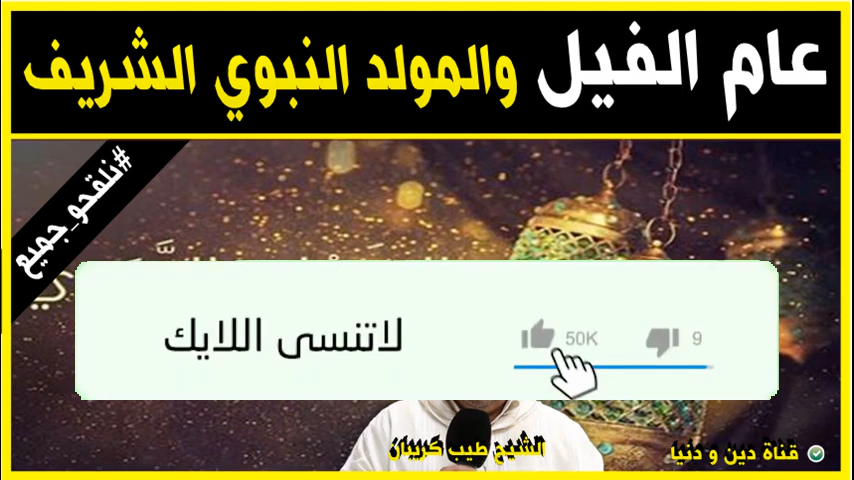 عام الفيل والمولد النبوي الشريف
#نلقحو_جميع
لاتنسى اللايك
50K
9
الشيخ طيب كريبان
قناة دين و دنيا